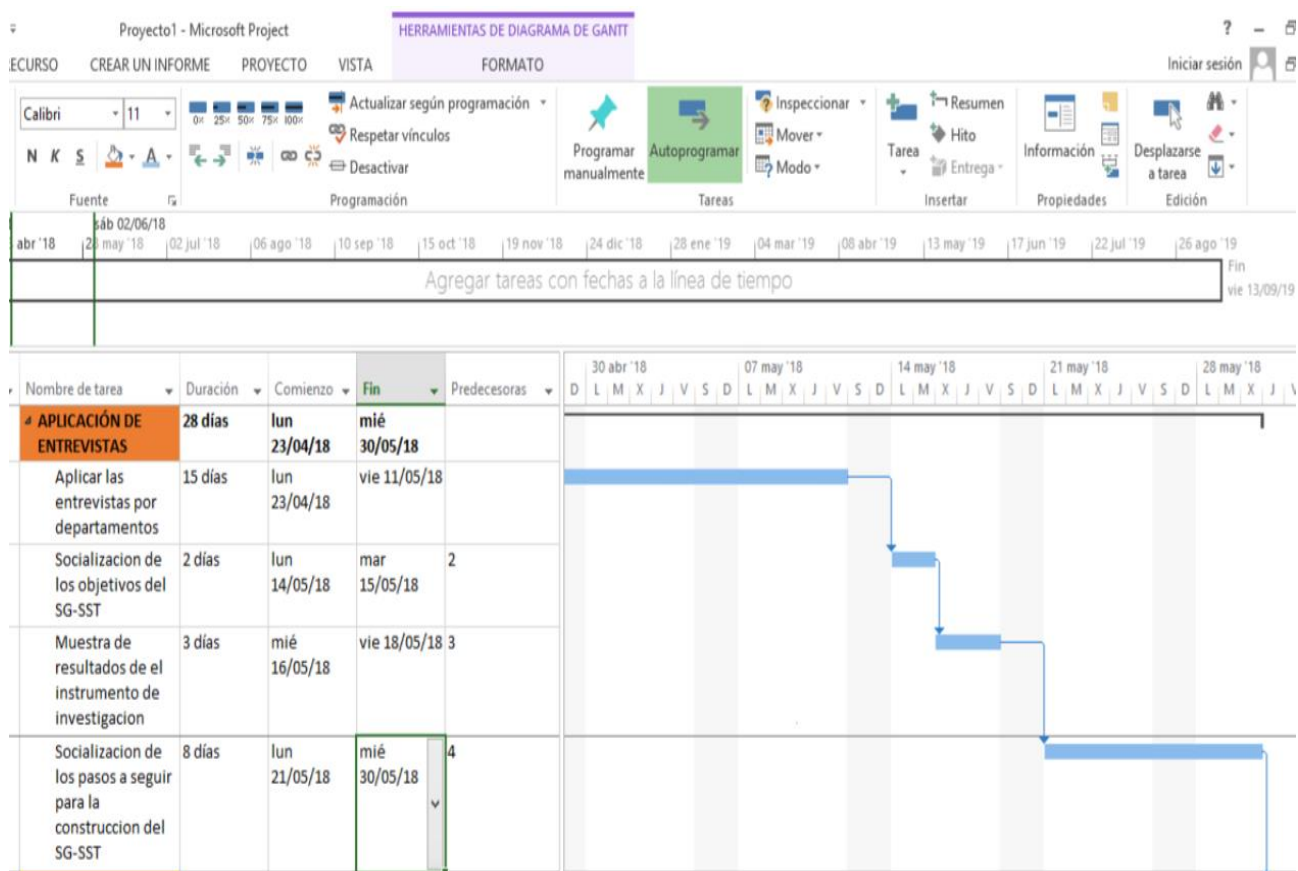 Proyecto1 - Microsoft Project
HERRAMIENTAS DE DIAGRAMA DE GANTT
?
ECURSO CREAR UN INFORME PROYECTO VISTA FORMATO
Iniciar sesión
Calibri 11
N K S A
0× 25× 50× 75× 100×
Actualizar según programación
Respetar vínculos
Desactivar
Programar
manualmente
Autoprogramar
Inspeccionar
Mover
Modo
Tarea
Resumen
Hito
Entrega
Información
Desplazarse
a tarea
Fuente Programación Tareas Insertar Propiedades Edición
sáb 02/06/18
abr '18 28 may '18 02 jul '18 06 ago '18 10 sep '18 15 oct '18 19 nov '18 24 dic '18 28 ene '19 04 mar '19 08 abr '19 13 may '19 17 jun '19 22 jul '19 26 ago '19
Agregar tareas con fechas a la línea de tiempo
Fin
vie 13/09/19
30 abr '18 07 may '18 14 may '18 21 may '18 28 may '18
Nombre de tarea Duración Comienzo Fin Predecesoras
D L M X J V S D L M X J V S D L M X J V S D L M X J V S D L M X J V
APLICACIÓN DE
ENTREVISTAS
28 días
lun
23/04/18
mié
30/05/18
Aplicar las
entrevistas por
departamentos
15 días
lun
23/04/18
vie 11/05/18
Socializacion de
los objetivos del
SG-SST
2 días
lun
14/05/18
mar
15/05/18
2
Muestra de
resultados de el
instrumento de
investigacion
3 días
mié
16/05/18
vie 18/05/18
3
Socializacion de
los pasos a seguir
para la
construccion del
SG-SST
8 días
lun
21/05/18
mié
30/05/18
4